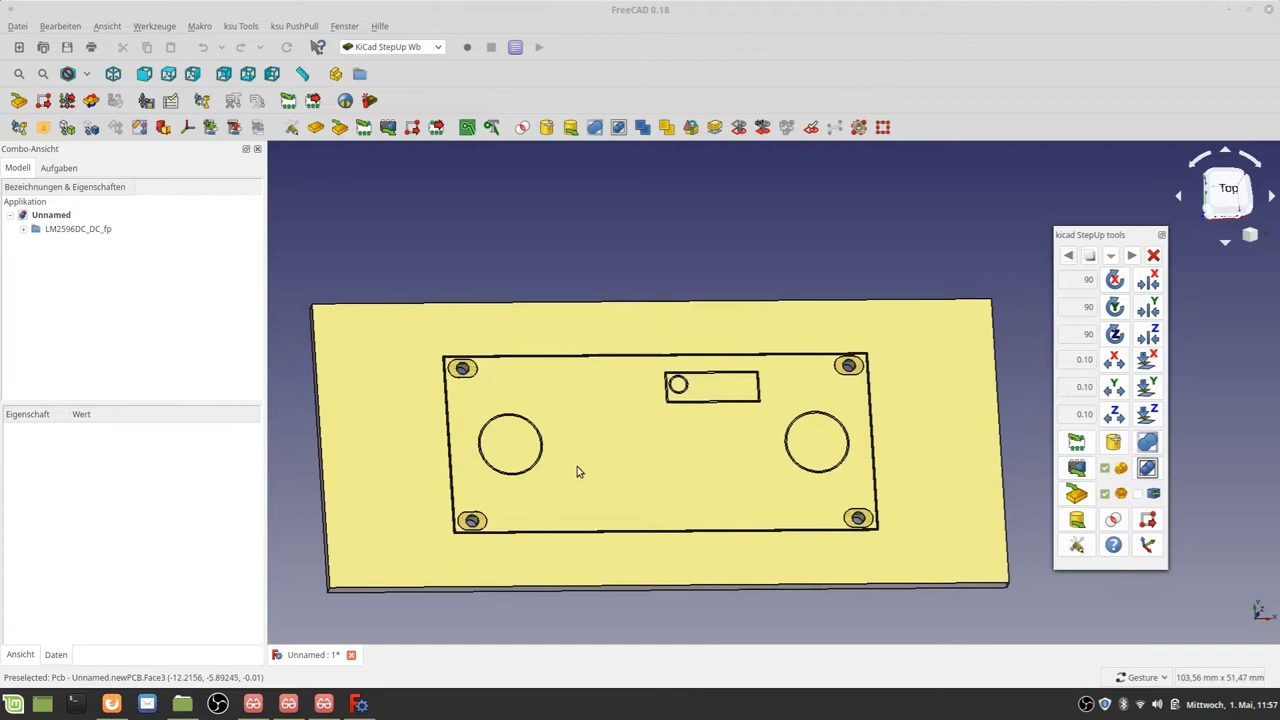 FreeCAD 0.18
Datei Bearbeiten Ansicht Werkzeuge Makro ksu Tools ksu PushPull Fenster Hilfe
KiCad StepUp Wb
Combo-Ansicht
Modell Aufgaben
Bezeichnungen & Eigenschaften
Applikation
Unnamed
LM2596DC_DC_fp
Top
kicad StepUp tools
90
90
90
0.10
0.10
0.10
Eigenschaft Wert
Ansicht Daten
Unnamed : 1*
Preselected: Pcb - Unnamed.newPCB.Face3 (-12.2156, -5.89245, -0.01)
Gesture
103,56 mm x 51,47 mm
Mittwoch, 1. Mai, 11:57